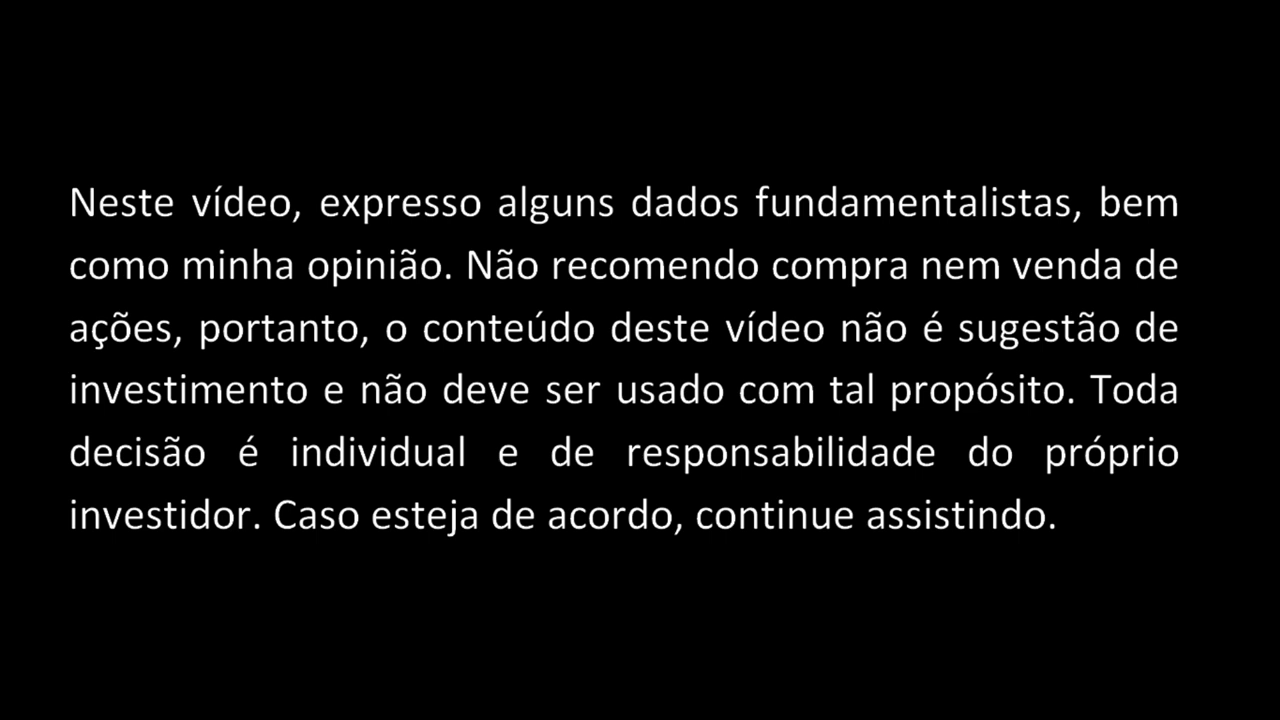 Neste vídeo, expresso alguns dados fundamentalistas, bem
como minha opinião. Não recomendo compra nem venda de
ações, portanto, o conteúdo deste vídeo não é sugestão de
investimento e não deve ser usado com tal propósito. Toda
decisão é individual e de responsabilidade do próprio
investidor. Caso esteja de acordo, continue assistindo.